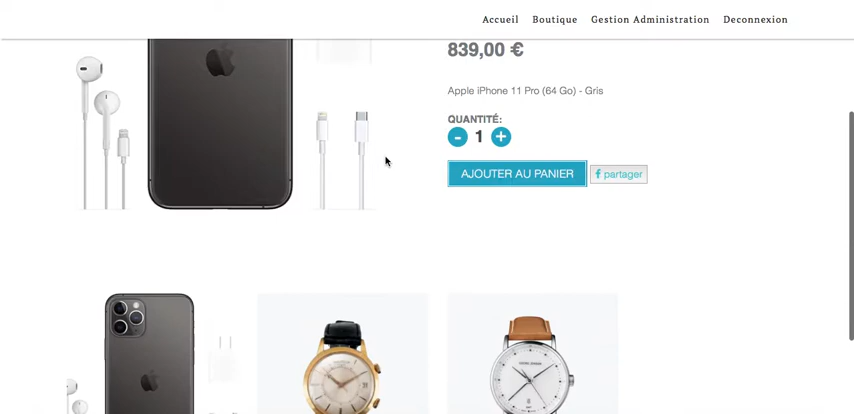 Accueil Boutique Gestion Administration Deconnexion
839,00 €
Apple iPhone 11 Pro (64 Go) - Gris
QUANTITÉ:
- 1 +
AJOUTER AU PANIER f partager